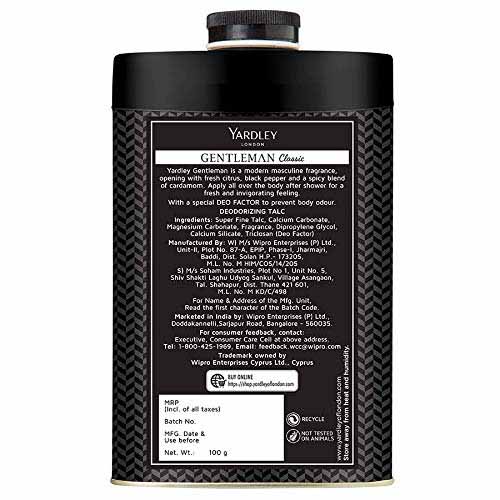 YARDLEY
LONDON
GENTLEMAN Classic
Yardley Gentleman is a modern masculine fragrance,
opening with fresh citrus, black pepper and a spicy blend
of cardamom. Apply all over the body after shower for a
fresh and invigorating feeling.
With a special DEO FACTOR to prevent body odour.
DEODORIZING TALC
Ingredients: Super Fine Talc, Calcium Carbonate,
Magnesium Carbonate, Fragrance, Dipropylene Glycol,
Calcium Silicate, Triclosan (Deo Factor)
Manufactured By: W) M/s Wipro Enterprises (P) Ltd.,
Unit-II, Plot No. 87-A, EPIP, Phase-I, Jharmajri,
Baddi, Dist. Solan H.P.- 173205,
M.L. No. M HIM/COS/14/205
S) M/s Soham Industries, Plot No 1, Unit No. 5,
Shiv Shakti Laghu Udyog Sankul, Village Asangaon,
Tal. Shahapur, Dist. Thane 421 601,
M.L. No. M KD/C/498
For Name & Address of the Mfg. Unit,
Read the first character of the Batch Code.
Marketed in India by: Wipro Enterprises (P) Ltd.,
Doddakannelli,Sarjapur Road, Bangalore - 560035.
For consumer feedback, contact:
Executive, Consumer Care Cell at above address.
Tel: 1-800-425-1969, Email: feedback.wcc@wipro.com
Trademark owned by
Wipro Enterprises Cyprus Ltd., Cyprus
BUY ONLINE
https://shop.yardleyoflondon.com
MRP
(Incl. of all taxes)
Batch No.
MFG. Date &
Use before
Net. Wt.: 100 g
RECYCLE
NOT TESTED
ON ANIMALS
www.yardleyoflondon.com
Store away from heat and humidity.